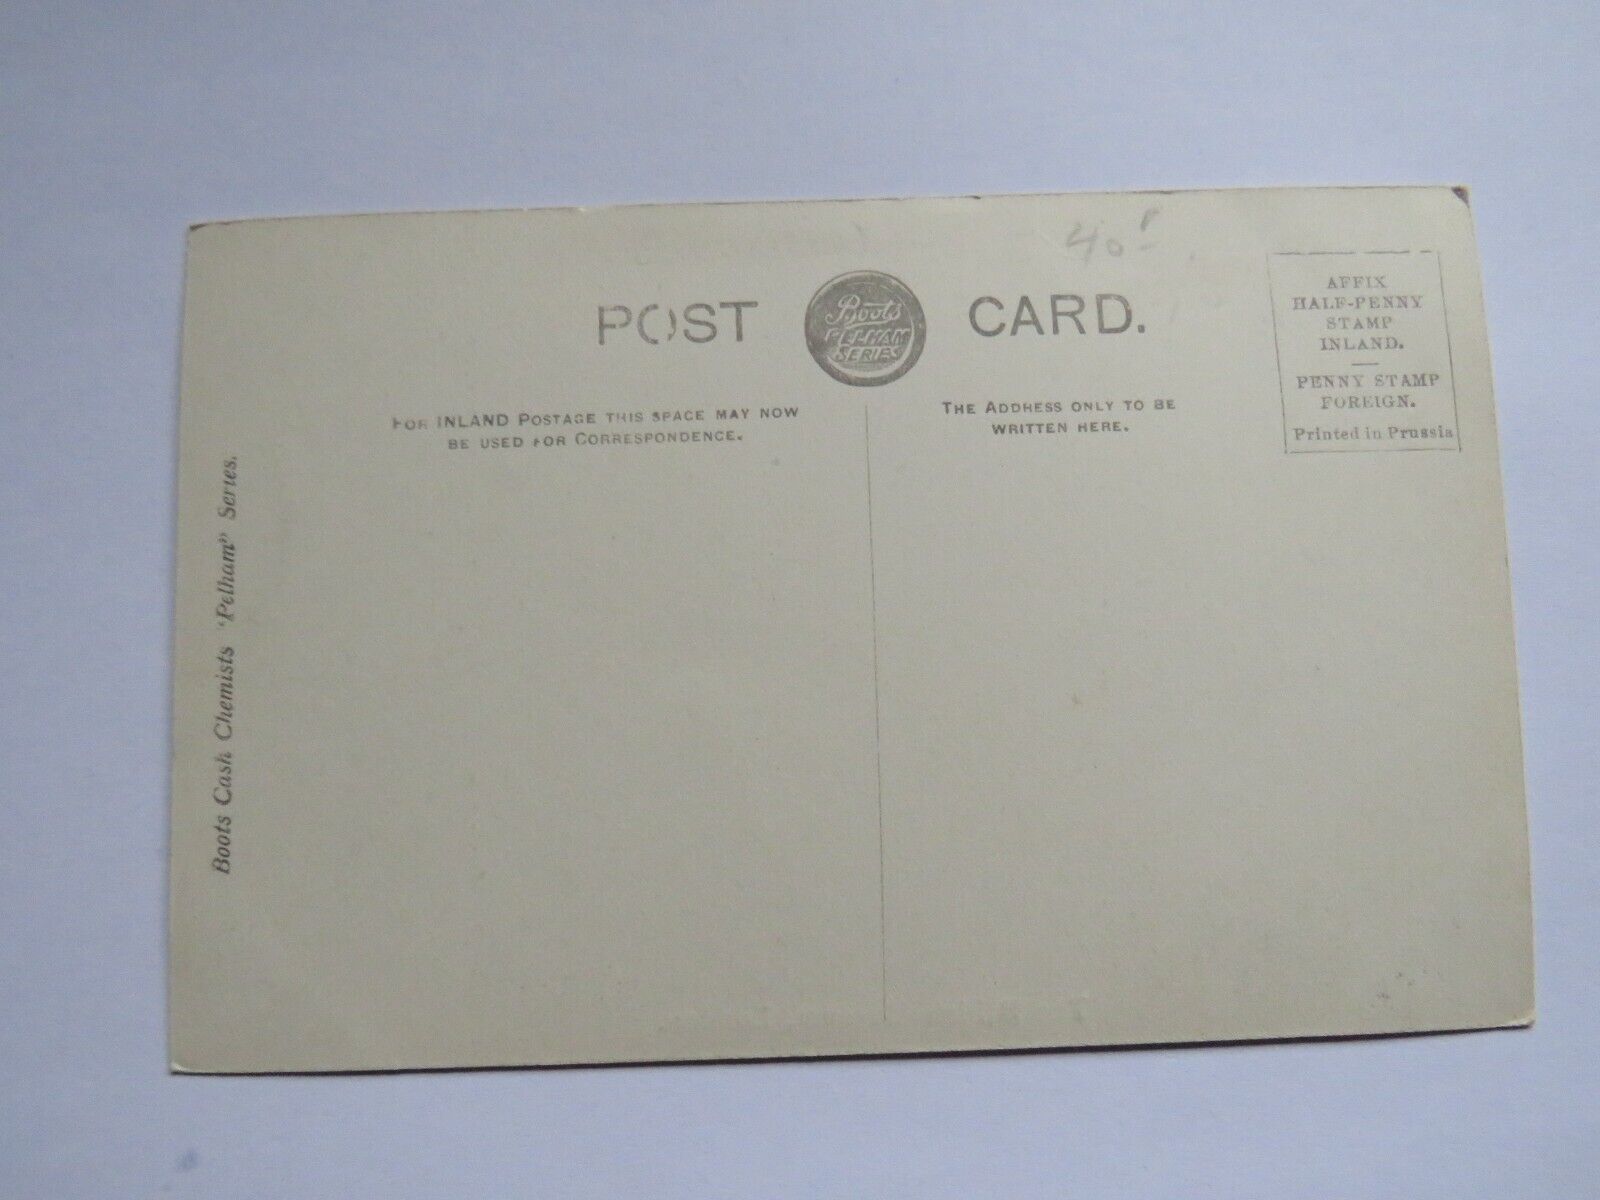 40'-
POST
Boots
PELHAM
SERIES
CARD.
AFFIX
HALF-PENNY
STAMP
INLAND.
PENNY STAMP
FOREIGN.
Printed in Prussia
FOR INLAND POSTAGE THIS SPACE MAY NOW
BE USED FOR CORRESPONDENCE.
THE ADDRESS ONLY TO BE
WRITTEN HERE.
Boots Cash Chemists 'Pelham" Series.